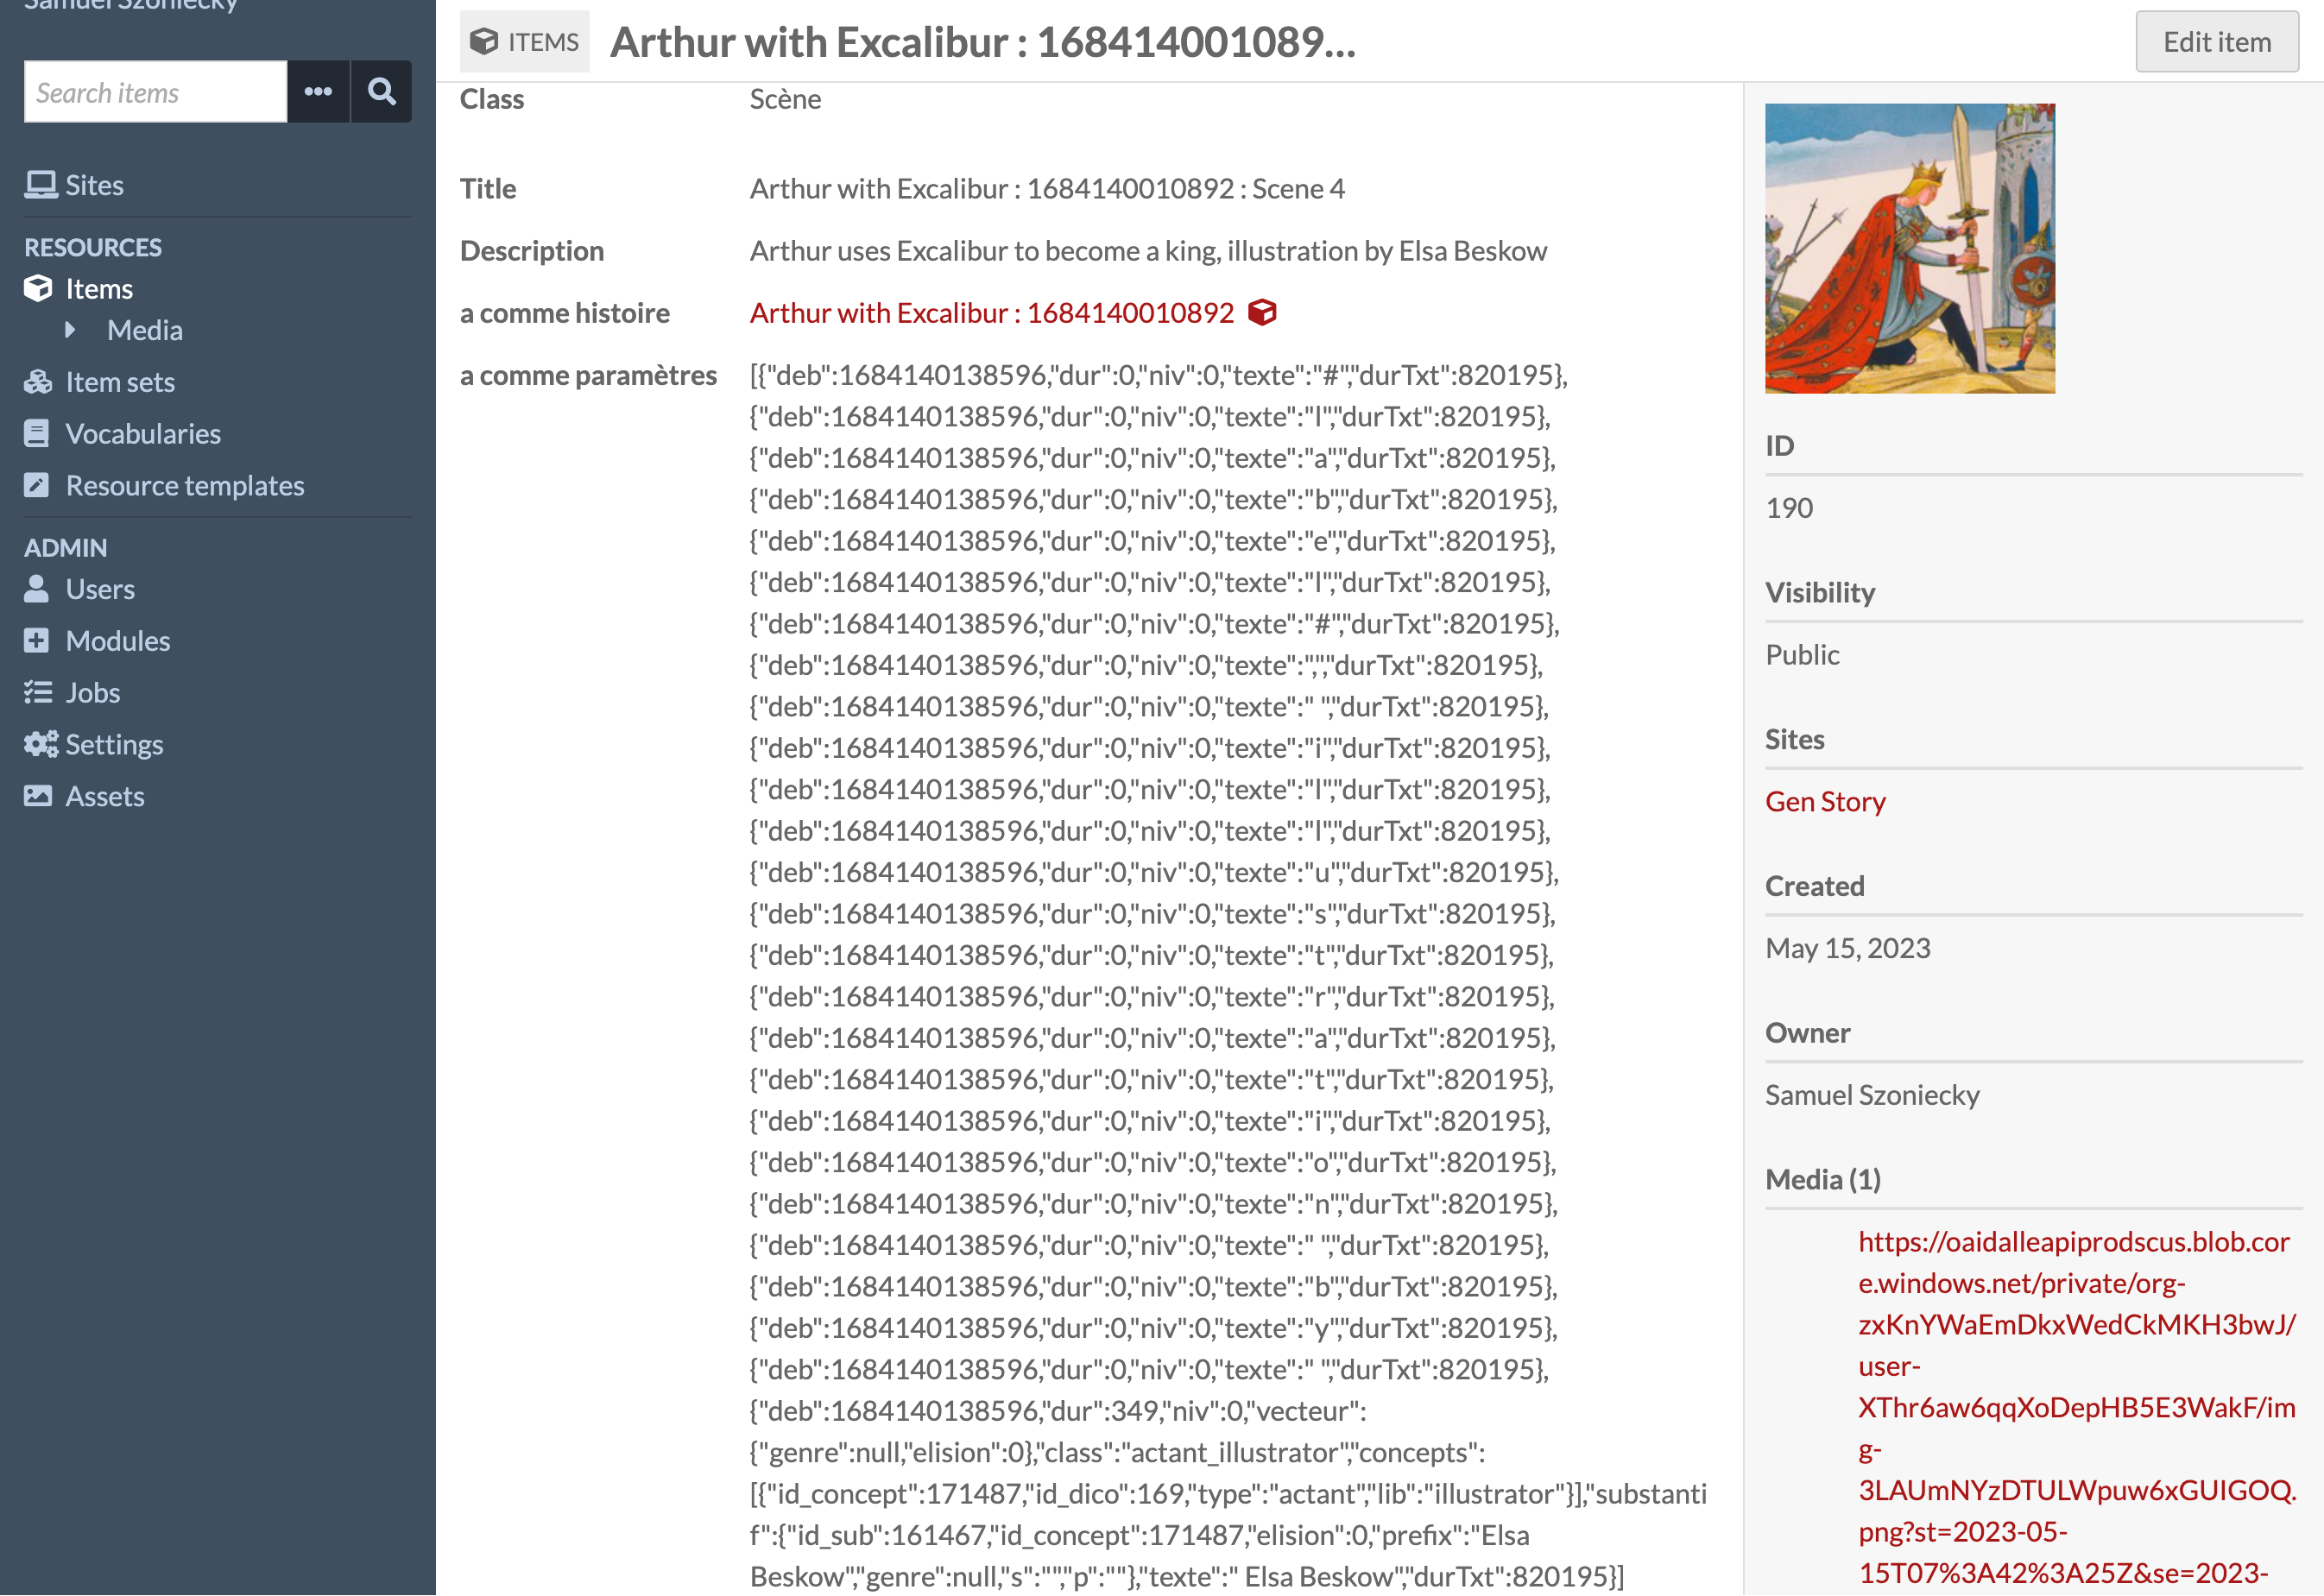 Samuel Szoniecky
Search items
Sites
RESOURCES
Items
Media
Item sets
Vocabularies
Resource templates
ADMIN
Users
Modules
Jobs
Settings
Assets
ITEMS
Arthur with Excalibur : 168414001089...
Edit item
Class
Scène
Title
Arthur with Excalibur : 1684140010892 : Scene 4
Description
Arthur uses Excalibur to become a king, illustration by Elsa Beskow
a comme histoire
Arthur with Excalibur : 1684140010892
a comme paramètres
[{"deb":1684140138596,"dur":0,"niv":0,"texte":"#","durTxt":820195},
{"deb":1684140138596,"dur":0,"niv":0,"texte":"l","durTxt":820195},
{"deb":1684140138596,"dur":0,"niv":0,"texte":"a","durTxt":820195},
{"deb":1684140138596,"dur":0,"niv":0,"texte":"b","durTxt":820195},
{"deb":1684140138596,"dur":0,"niv":0,"texte":"e","durTxt":820195},
{"deb":1684140138596,"dur":0,"niv":0,"texte":"l","durTxt":820195},
{"deb":1684140138596,"dur":0,"niv":0,"texte":"#","durTxt":820195},
{"deb":1684140138596,"dur":0,"niv":0,"texte":",","durTxt":820195},
{"deb":1684140138596,"dur":0,"niv":0,"texte":" ","durTxt":820195},
{"deb":1684140138596,"dur":0,"niv":0,"texte":"i","durTxt":820195},
{"deb":1684140138596,"dur":0,"niv":0,"texte":"l","durTxt":820195},
{"deb":1684140138596,"dur":0,"niv":0,"texte":"l","durTxt":820195},
{"deb":1684140138596,"dur":0,"niv":0,"texte":"u","durTxt":820195},
{"deb":1684140138596,"dur":0,"niv":0,"texte":"s","durTxt":820195},
{"deb":1684140138596,"dur":0,"niv":0,"texte":"t","durTxt":820195},
{"deb":1684140138596,"dur":0,"niv":0,"texte":"r","durTxt":820195},
{"deb":1684140138596,"dur":0,"niv":0,"texte":"a","durTxt":820195},
{"deb":1684140138596,"dur":0,"niv":0,"texte":"t","durTxt":820195},
{"deb":1684140138596,"dur":0,"niv":0,"texte":"i","durTxt":820195},
{"deb":1684140138596,"dur":0,"niv":0,"texte":"o","durTxt":820195},
{"deb":1684140138596,"dur":0,"niv":0,"texte":"n","durTxt":820195},
{"deb":1684140138596,"dur":0,"niv":0,"texte":" ","durTxt":820195},
{"deb":1684140138596,"dur":0,"niv":0,"texte":"b","durTxt":820195},
{"deb":1684140138596,"dur":0,"niv":0,"texte":"y","durTxt":820195},
{"deb":1684140138596,"dur":0,"niv":0,"texte":" ","durTxt":820195},
{"deb":1684140138596,"dur":349,"niv":0,"vecteur":
{"genre":null,"elision":0},"class":"actant_illustrator","concepts":
[{"id_concept":171487,"id_dico":169,"type":"actant","lib":"illustrator"}],"substanti
f":{"id_sub":161467,"id_concept":171487,"elision":0,"prefix":"Elsa
Beskow","genre":null,"s":"","p":""},"texte":" Elsa Beskow","durTxt":820195}]
ID
190
Visibility
Public
Sites
Gen Story
Created
May 15, 2023
Owner
Samuel Szoniecky
Media (1)
https://oaidalleapiprodscus.blob.cor
e.windows.net/private/org-
zxKnYWaEmDkxWedCkMKH3bwJ/
user-
XThr6aw6qqXoDepHB5E3WakF/im
g-
3LAUmNYzDTULWpuw6xGUIGOQ.
png?st=2023-05-
15T07%3A42%3A25Z&se=2023-